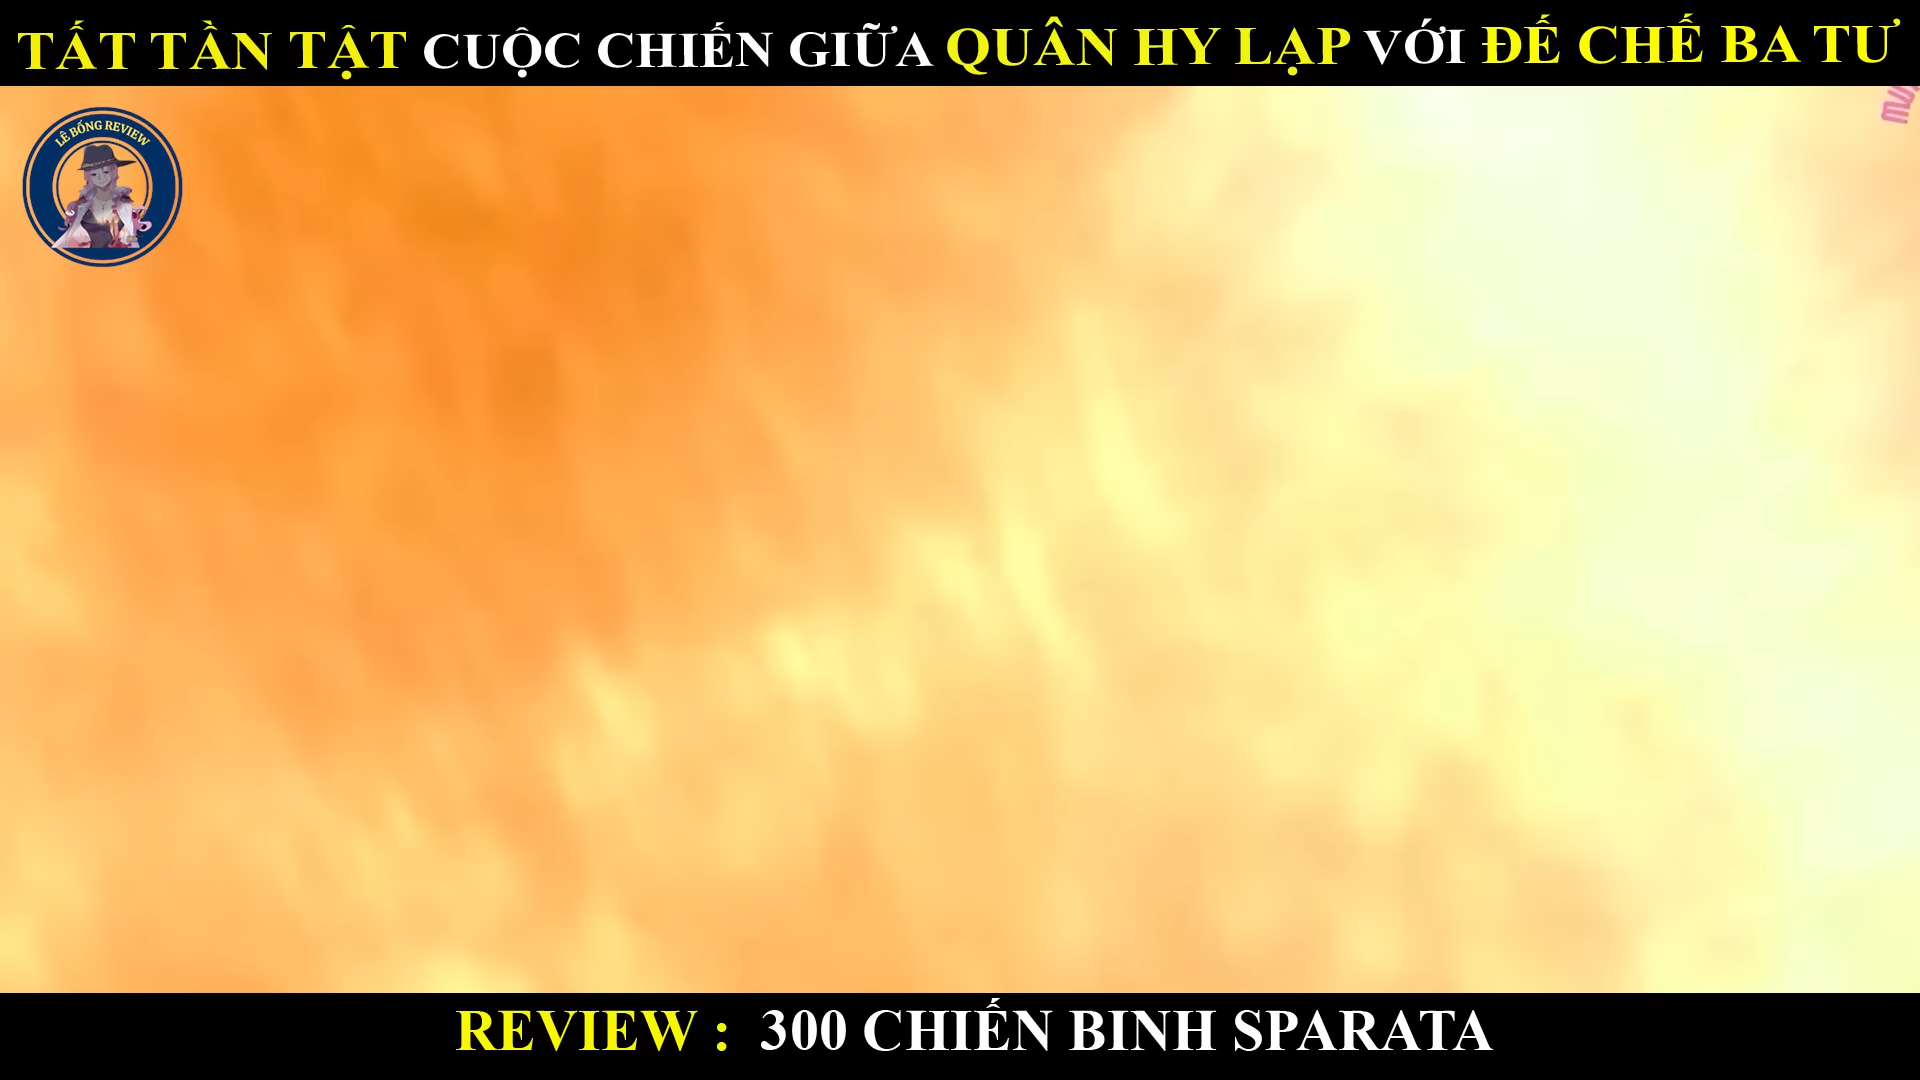 TẤT TẦN TẬT CUỘC CHIẾN GIỮA QUÂN HY LẠP VỚI ĐẾ CHẾ BA TƯ
LÊ BỐNG REVIEW
REVIEW : 300 CHIẾN BINH SPARATA